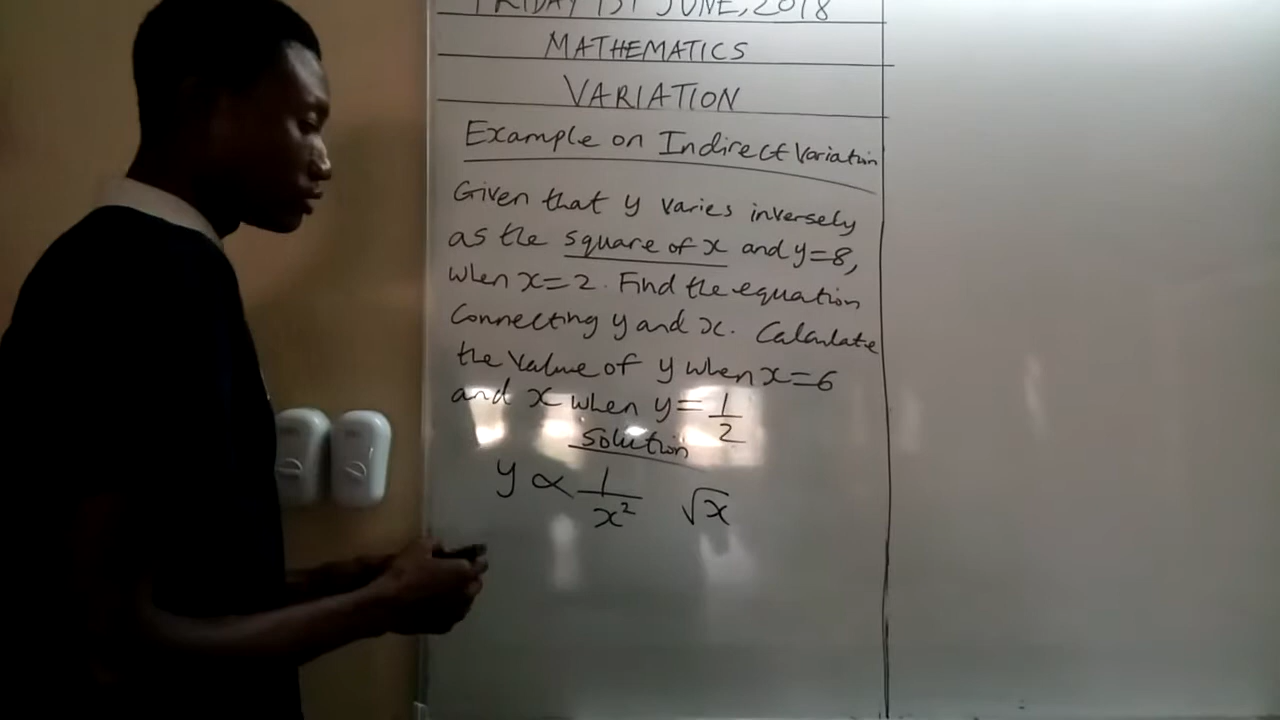 FRIDAY 1ST JUNE, 2018
MATHEMATICS
VARIATION
Example on Indirect Variation
Given that y varies inversely
as the square of x and y=8,
when x=2. Find the equation
Connecting y and x. Calculate
the value of y when x=6
and x when y=1/2
Solution
y ∝ 1/x² √x